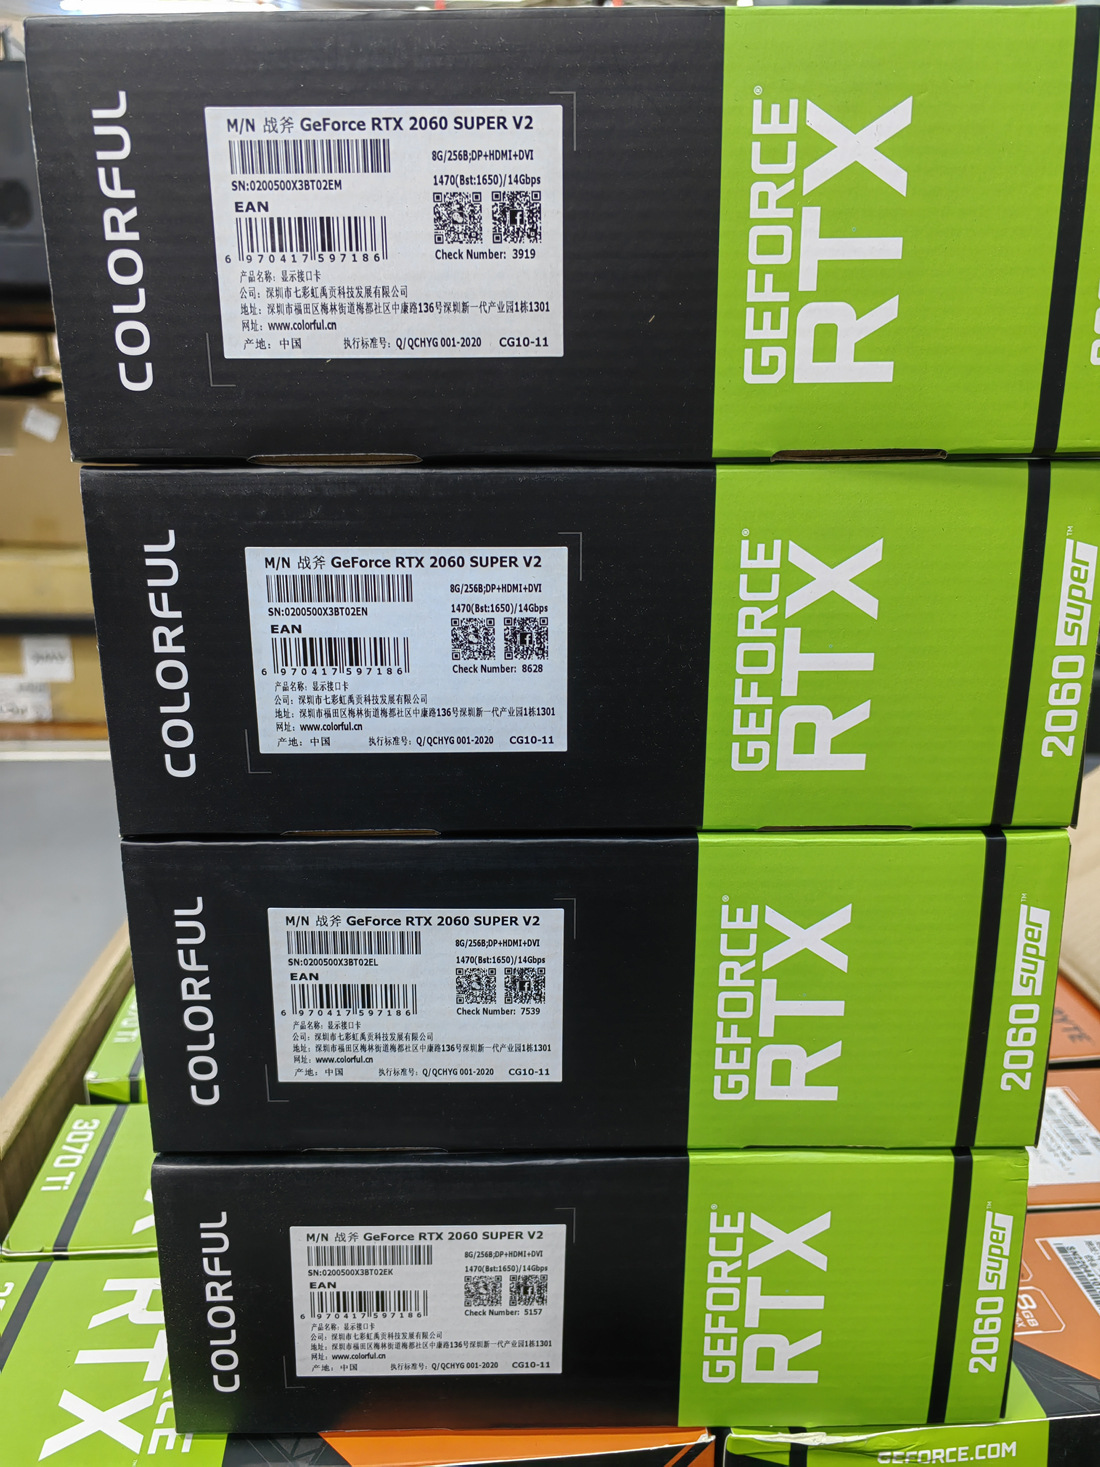 COLORFUL
M/N 战斧 GeForce RTX 2060 SUPER V2
8G/256B;DP+HDMI+DVI
SN:0200500X3BT02EM
1470(Bst:1650)/14Gbps
EAN
6 970417 597186
Check Number: 3919
产品名称: 显示接口卡
公司: 深圳市七彩虹禹贡科技发展有限公司
地址: 深圳市福田区梅林街道梅都社区中康路136号深圳新一代产业园1栋1301
网址: www.colorful.cn
产地: 中国 执行标准号: Q/QCHYG 001-2020 CG10-11
GEFORCE®
RTX
COLORFUL
M/N 战斧 GeForce RTX 2060 SUPER V2
8G/256B;DP+HDMI+DVI
SN:0200500X3BT02EN
1470(Bst:1650)/14Gbps
EAN
6 970417 597186
Check Number: 8628
产品名称: 显示接口卡
公司: 深圳市七彩虹禹贡科技发展有限公司
地址: 深圳市福田区梅林街道梅都社区中康路136号深圳新一代产业园1栋1301
网址: www.colorful.cn
产地: 中国 执行标准号: Q/QCHYG 001-2020 CG10-11
GEFORCE®
RTX
2060 SUPER™
COLORFUL
M/N 战斧 GeForce RTX 2060 SUPER V2
8G/256B;DP+HDMI+DVI
SN:0200500X3BT02EL
1470(Bst:1650)/14Gbps
EAN
6 970417 597186
Check Number: 7539
产品名称: 显示接口卡
公司: 深圳市七彩虹禹贡科技发展有限公司
地址: 深圳市福田区梅林街道梅都社区中康路136号深圳新一代产业园1栋1301
网址: www.colorful.cn
产地: 中国 执行标准号: Q/QCHYG 001-2020 CG10-11
GEFORCE®
RTX
2060 SUPER™
COLORFUL
M/N 战斧 GeForce RTX 2060 SUPER V2
8G/256B;DP+HDMI+DVI
SN:0200500X3BT02EK
1470(Bst:1650)/14Gbps
EAN
6 970417 597186
Check Number: 5157
产品名称: 显示接口卡
公司: 深圳市七彩虹禹贡科技发展有限公司
地址: 深圳市福田区梅林街道梅都社区中康路136号深圳新一代产业园1栋1301
网址: www.colorful.cn
产地: 中国 执行标准号: Q/QCHYG 001-2020 CG10-11
GEFORCE®
RTX
2060 SUPER™
3070 Ti
RTX
8GB
GEFORCE.COM